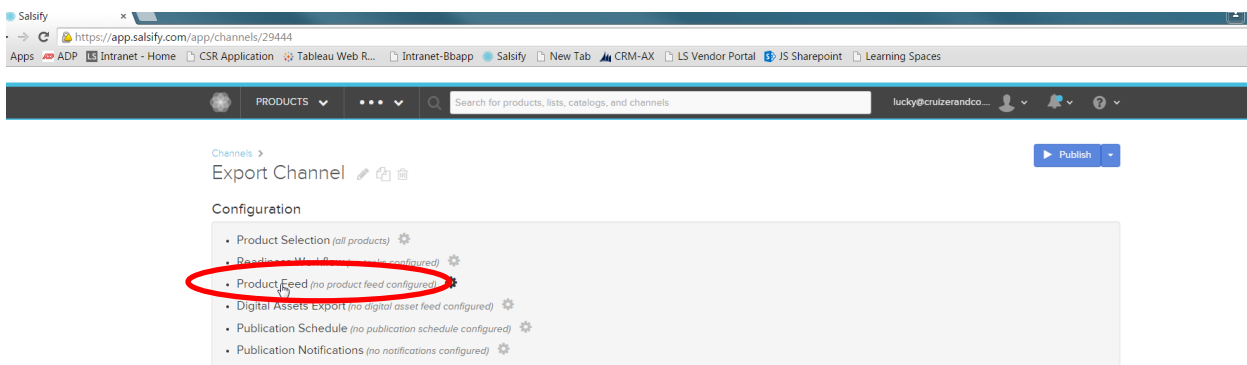 Salsify
https://app.salsify.com/app/channels/29444
Apps ADP Intranet - Home CSR Application Tableau Web R... Intranet-Bbapp Salsify New Tab CRM-AX LS Vendor Portal JS Sharepoint Learning Spaces
PRODUCTS Search for products, lists, catalogs, and channels lucky@cruizerandco....
Channels >
Export Channel Publish
Configuration
• Product Selection (all products)
• Readiness Workflow configured)
• Product Feed (no product feed configured)
• Digital Assets Export (no digital asset feed configured)
• Publication Schedule (no publication schedule configured)
• Publication Notifications (no notifications configured)